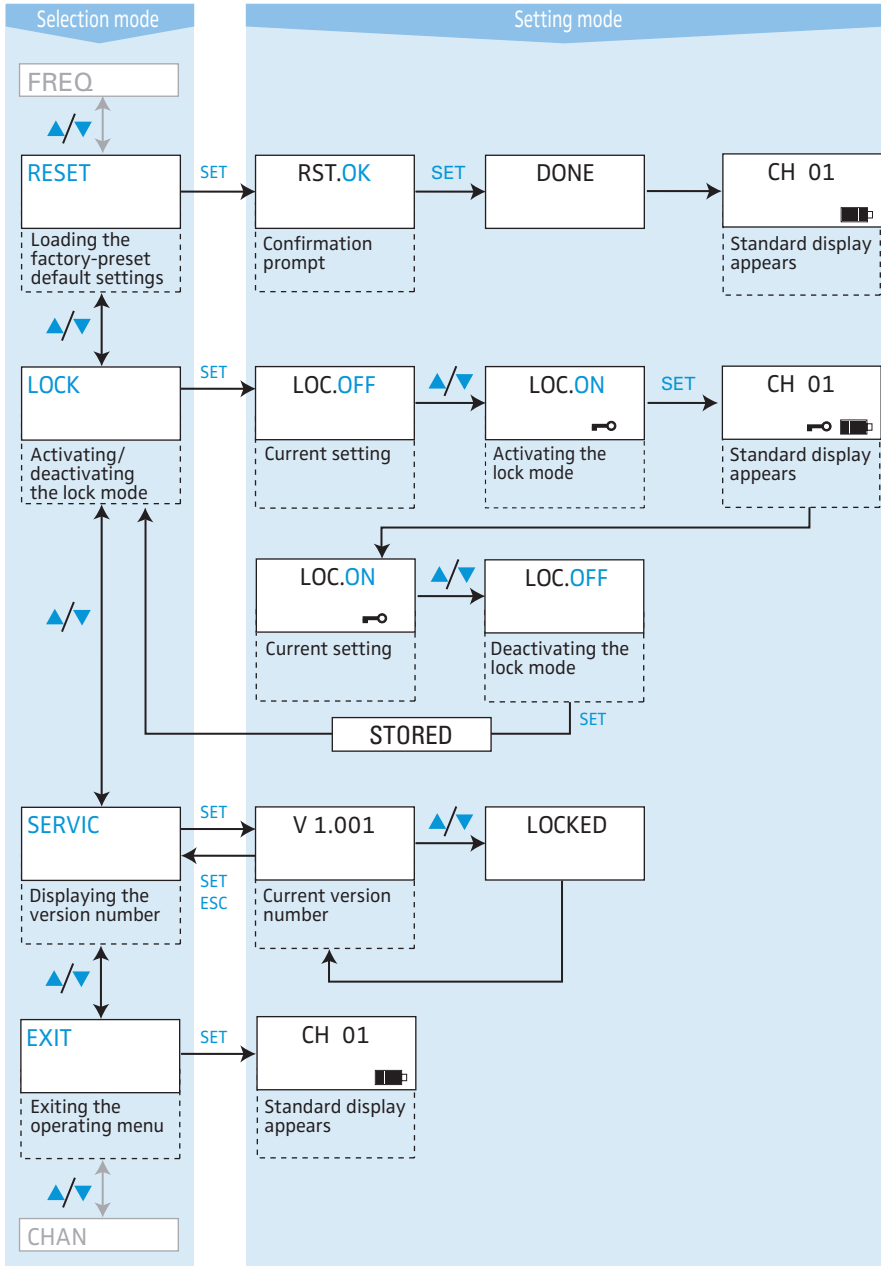 Selection mode
Setting mode
FREQ
▲/▼
RESET
SET
RST.OK
SET
DONE
CH 01
Loading the
factory-preset
default settings
Confirmation
prompt
Standard display
appears
▲/▼
LOCK
SET
LOC.OFF
▲/▼
LOC.ON
SET
CH 01
Activating/
deactivating
the lock mode
Current setting
Activating the
lock mode
Standard display
appears
▲/▼
LOC.ON
▲/▼
LOC.OFF
Current setting
Deactivating the
lock mode
SET
STORED
SERVIC
SET
V 1.001
▲/▼
LOCKED
SET
ESC
Displaying the
version number
Current version
number
▲/▼
EXIT
SET
CH 01
Exiting the
operating menu
Standard display
appears
▲/▼
CHAN